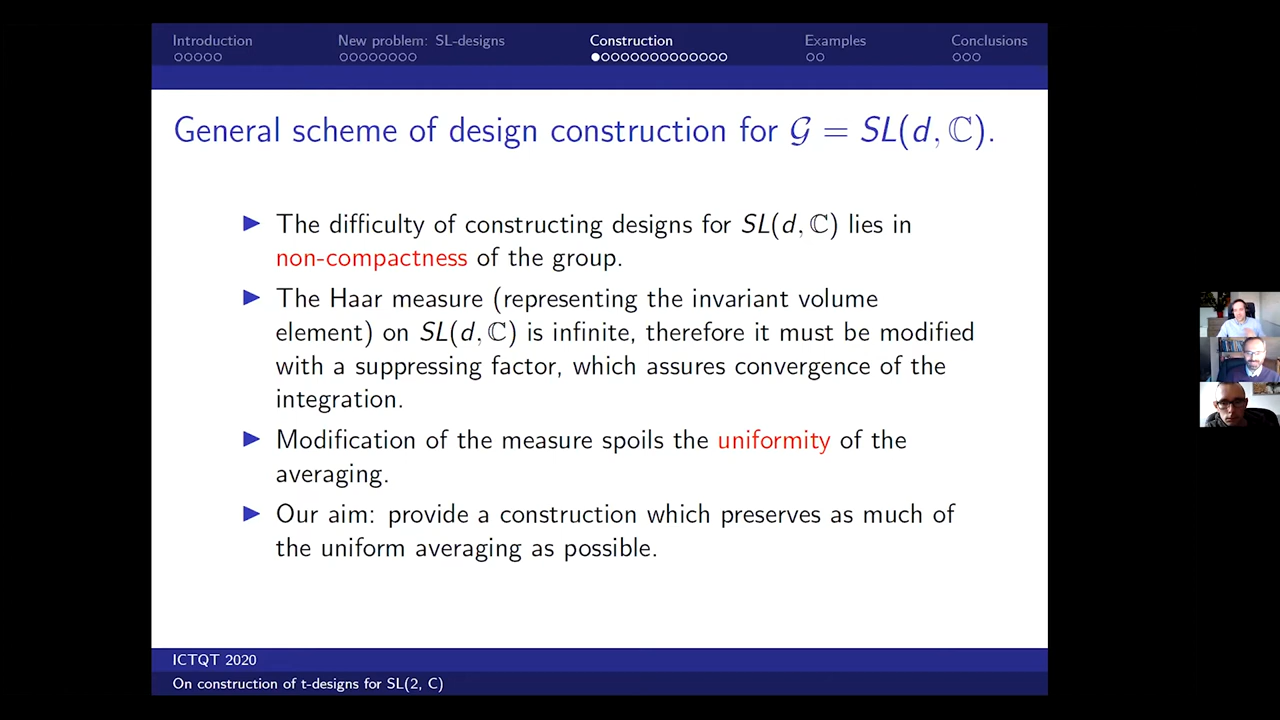 Introduction
New problem: SL-designs
Construction
Examples
Conclusions
General scheme of design construction for 𝒢 = SL(d, ℂ).
The difficulty of constructing designs for SL(d, ℂ) lies in
non-compactness of the group.
The Haar measure (representing the invariant volume
element) on SL(d, ℂ) is infinite, therefore it must be modified
with a suppressing factor, which assures convergence of the
integration.
Modification of the measure spoils the uniformity of the
averaging.
Our aim: provide a construction which preserves as much of
the uniform averaging as possible.
ICTQT 2020
On construction of t-designs for SL(2, C)